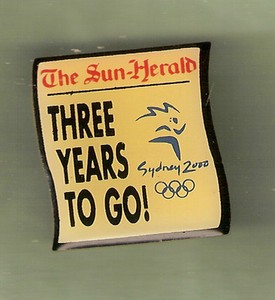 The Sun-Herald
THREE
YEARS
TO GO!
Sydney 2000